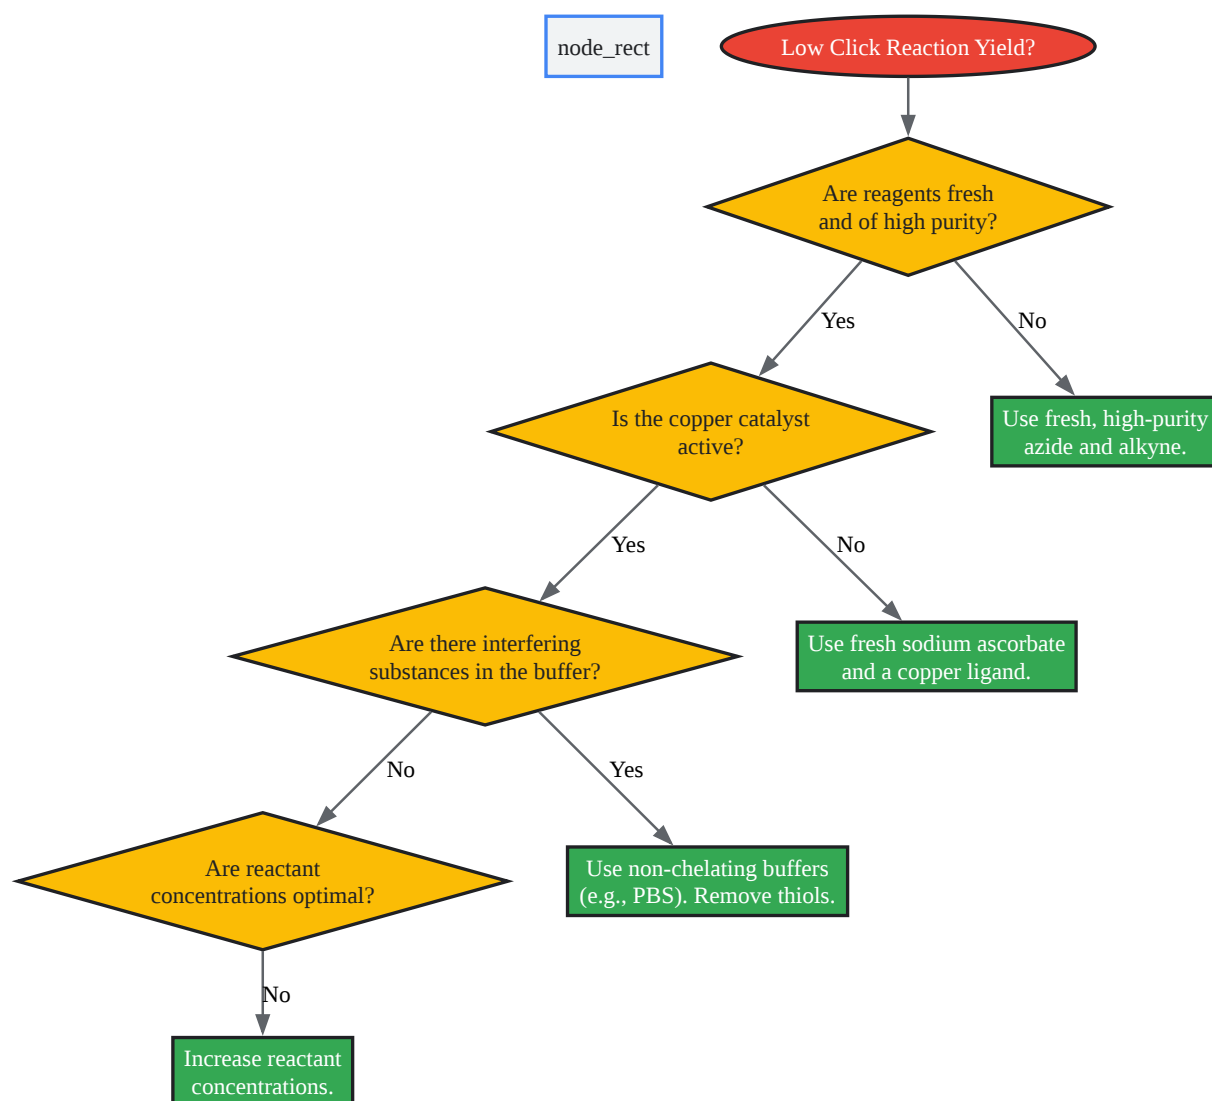 node_rect
Low Click Reaction Yield?
Are reagents fresh
and of high purity?
Yes
No
Is the copper catalyst
active?
Use fresh, high-purity
azide and alkyne.
Yes
No
Are there interfering
substances in the buffer?
Use fresh sodium ascorbate
and a copper ligand.
No
Yes
Are reactant
concentrations optimal?
Use non-chelating buffers
(e.g., PBS). Remove thiols.
No
Increase reactant
concentrations.